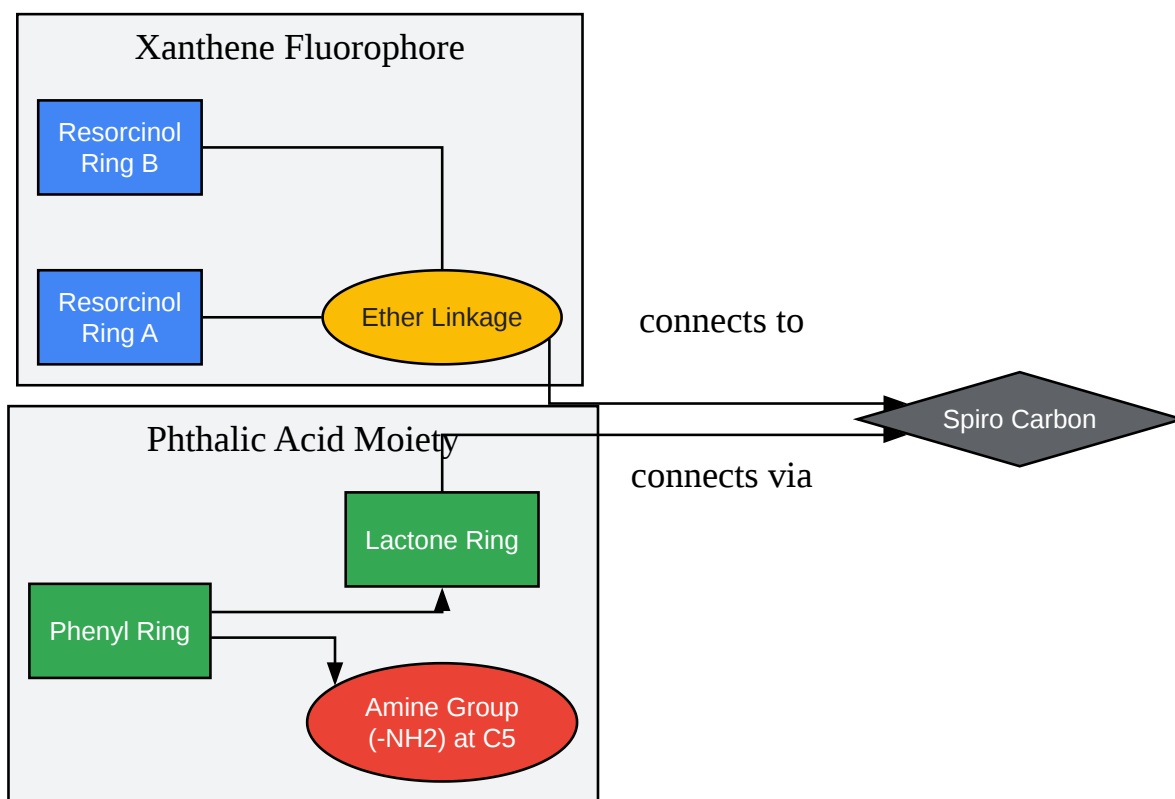 Xanthene Fluorophore
Resorcinol
Ring B
Resorcinol
Ring A
Ether Linkage
connects to
Spiro Carbon
Phthalic Acid Moiety
connects via
Lactone Ring
Phenyl Ring
Amine Group
(-NH2) at C5